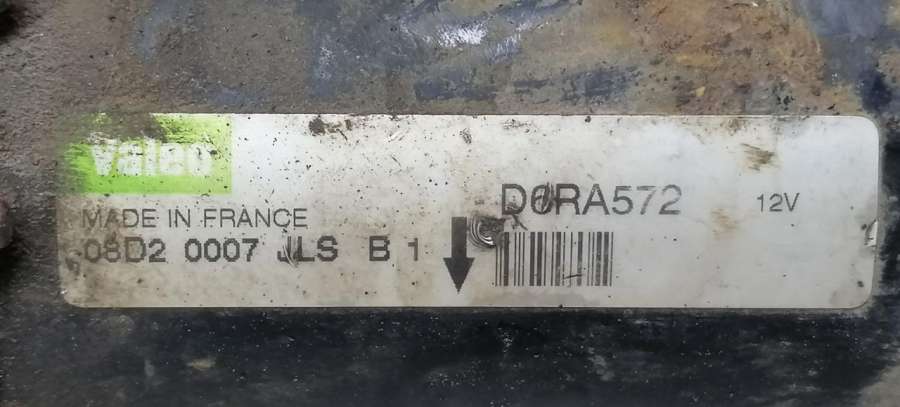 Valeo
MADE IN FRANCE
08D2 0007 JLS B 1
D6RA572 12V